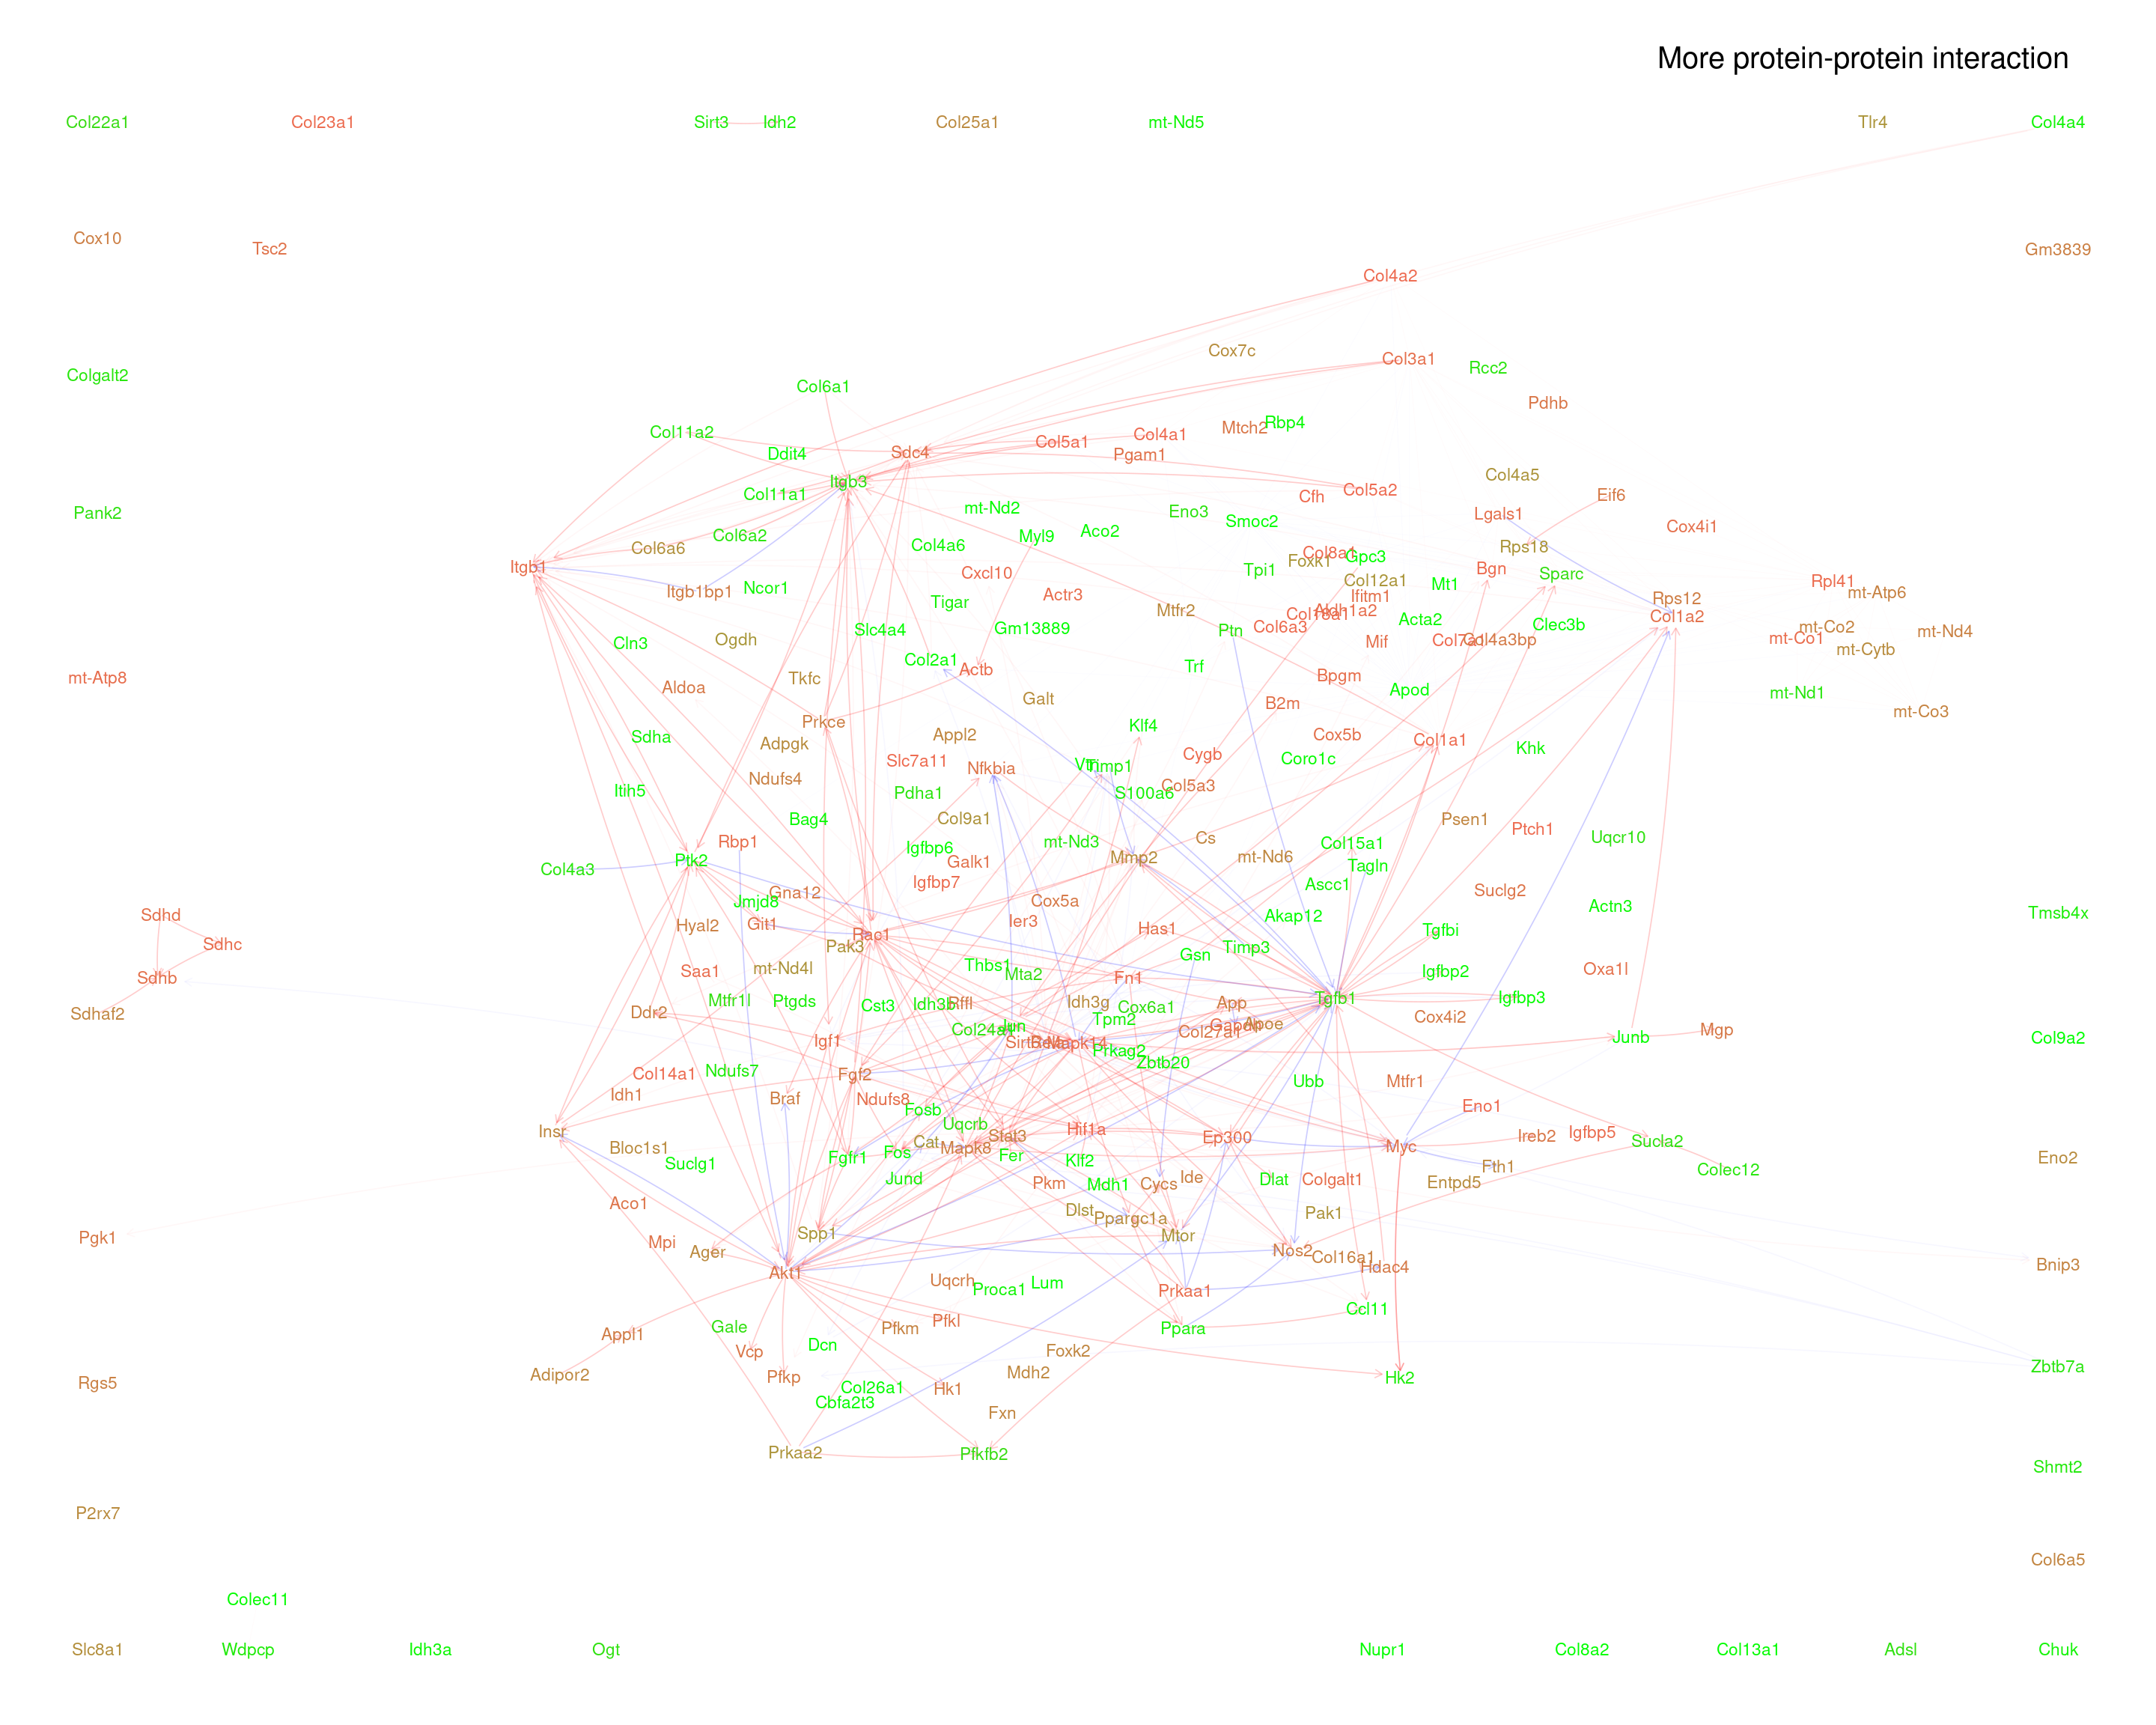 More protein-protein interaction
Col22a1
Col23a1
Sirt3
Idh2
Col25a1
mt-Nd5
Tlr4
Col4a4
Cox10
Tsc2
Gm3839
Col4a2
Cox7c
Col3a1
Rcc2
Colgalt2
Col6a1
Pdhb
Col11a2
Mtch2
Rbp4
Ddit4
Sdc4
Col5a1
Col4a1
Pgam1
Itgb3
Col4a5
Col11a1
Cfh
Col5a2
Eif6
Pank2
mt-Nd2
Eno3
Smoc2
Lgals1
Cox4i1
Col6a2
Myl9
Aco2
Col6a6
Col4a6
Rps18
Itgb1
Cxcl10
Tpi1
Foxk1
Col8a1
Gpc3
Bgn
Sparc
Itgb1bp1
Ncor1
Actr3
Col12a1
Mt1
Rpl41
mt-Atp6
Tigar
Mtfr2
Ifitm1
Rps12
Col1a2
Cln3
Ogdh
Slc4a4
Gm13889
Ptn
Col6a3
Col18a1
Aldh1a2
Acta2
Clec3b
mt-Co2
mt-Nd4
Mif
Col7a1
Col4a3bp
mt-Co1
mt-Cytb
mt-Atp8
Aldoa
Tkfc
Col2a1
Actb
Trf
Bpgm
Apod
mt-Nd1
Galt
B2m
mt-Co3
Prkce
Sdha
Adpgk
Appl2
Klf4
Cox5b
Col1a1
Khk
Slc7a11
Nfkbia
Timp1
Cygb
Coro1c
Itih5
Ndufs4
Pdha1
S100a6
Col5a3
Bag4
Col9a1
Psen1
Ptch1
Uqcr10
Rbp1
Igfbp6
mt-Nd3
Cs
Col15a1
Col4a3
Ptk2
Galk1
Mmp2
mt-Nd6
Tagln
Igfbp7
Ascc1
Suclg2
Gna12
Jmjd8
Cox5a
Actn3
Tmsb4x
Sdhd
Hyal2
Git1
Ier3
Akap12
Sdhc
Rac1
Has1
Tgfbi
Pak3
Timp3
Sdhb
Saa1
mt-Nd4l
Thbs1
Mta2
Fn1
Gsn
Igfbp2
Oxa1l
Sdhaf2
Ddr2
Mtfr1l
Ptgds
Cst3
Idh3b
Rffl
Idh3g
Cox6a1
App
Tgfb1
Igfbp3
Igf1
Col24a1
Jun
Tpm2
Col27a1
Gapdh
Apoe
Cox4i2
Junb
Mgp
Col9a2
Mapk14
Prkag2
Zbtb20
Col14a1
Ndufs7
Fgf2
Ubb
Mtfr1
Idh1
Braf
Ndufs8
Fosb
Eno1
Insr
Uqcrb
Hif1a
Ep300
Igfbp5
Bloc1s1
Cat
Stat3
Mapk8
Myc
Ireb2
Sucla2
Suclg1
Fgfr1
Fos
Fer
Klf2
Fth1
Colec12
Eno2
Jund
Pkm
Mdh1
Cycs
Ide
Dlat
Colgalt1
Entpd5
Aco1
Dlst
Ppargc1a
Pak1
Pgk1
Mpi
Ager
Spp1
Mtor
Nos2
Col16a1
Hdac4
Bnip3
Akt1
Uqcrh
Proca1
Lum
Prkaa1
Ccl11
Appl1
Gale
Vcp
Dcn
Pfkm
Pfkl
Ppara
Foxk2
Zbtb7a
Rgs5
Adipor2
Pfkp
Col26a1
Cbfa2t3
Hk1
Mdh2
Hk2
Fxn
Prkaa2
Pfkfb2
Shmt2
P2rx7
Col6a5
Colec11
Slc8a1
Wdpcp
Idh3a
Ogt
Nupr1
Col8a2
Col13a1
Adsl
Chuk